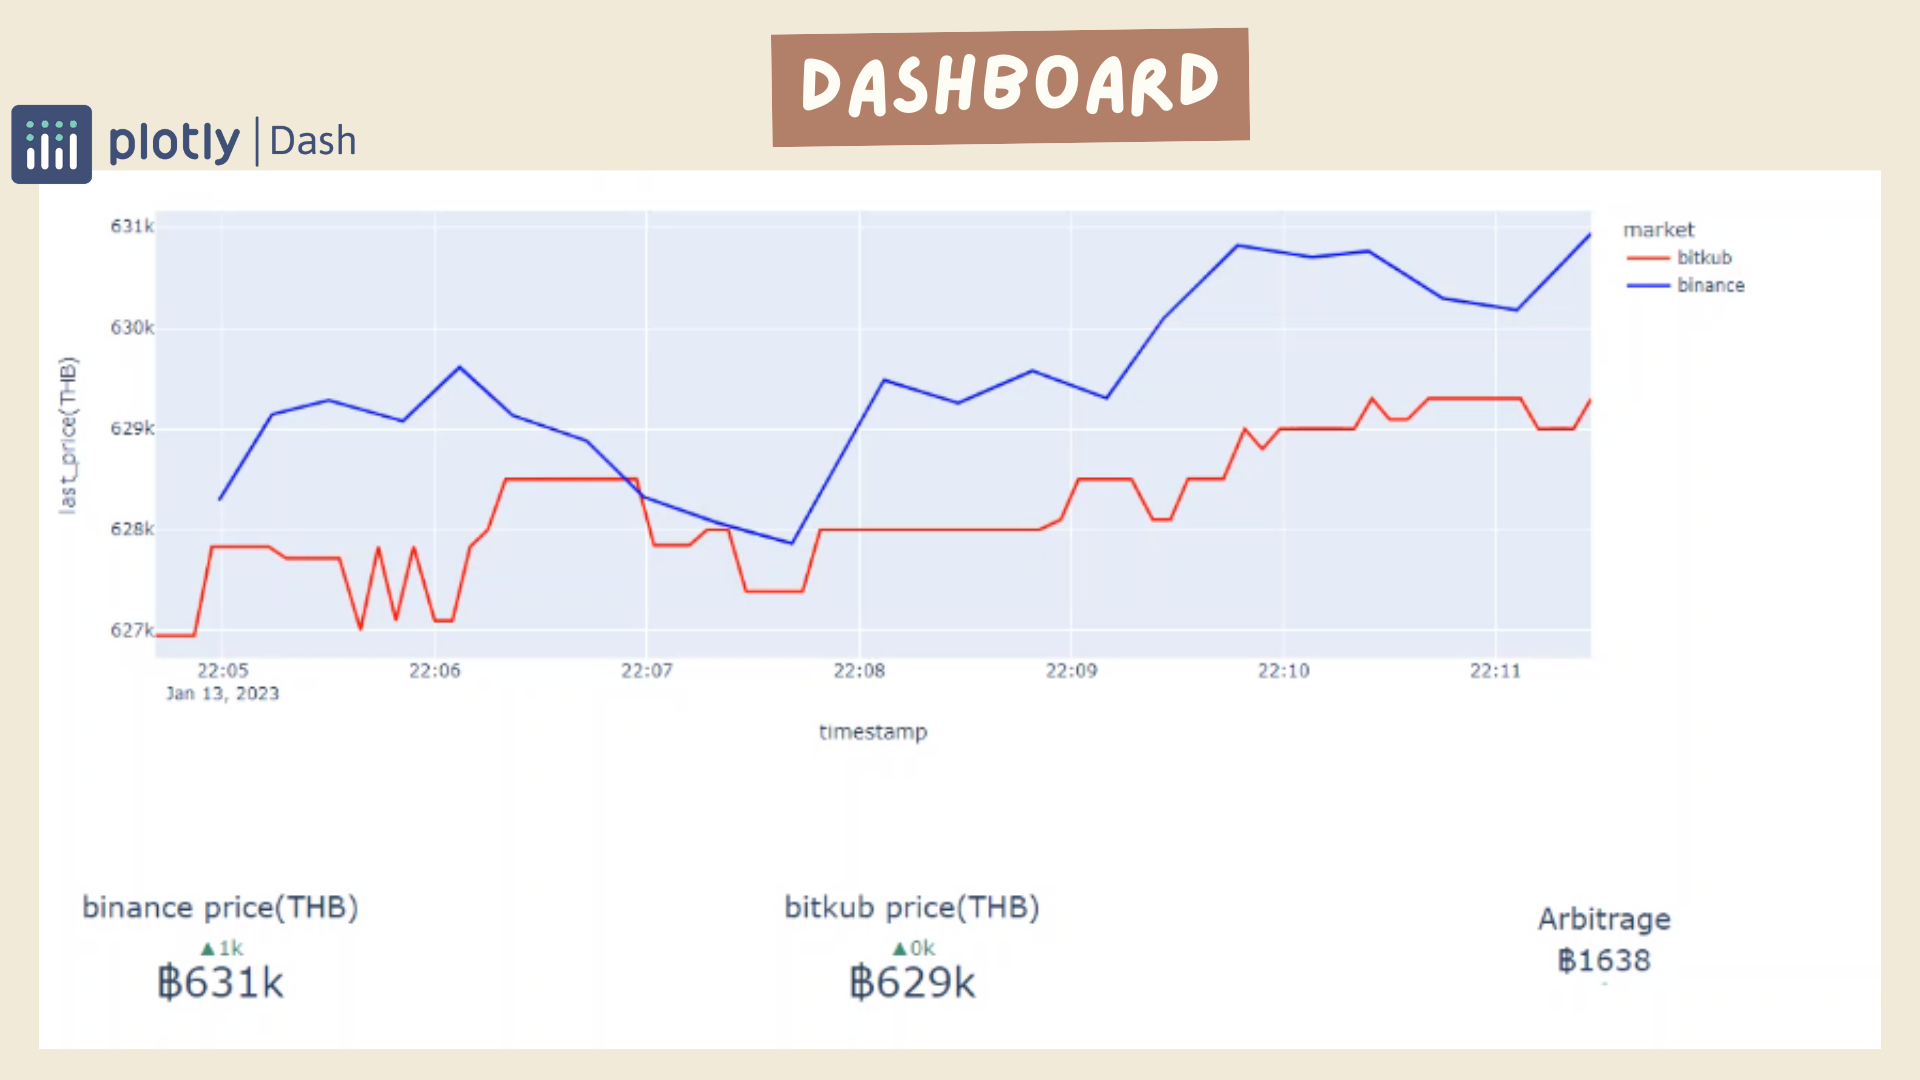 DASHBOARD
plotly | Dash
631k
630k
629k
628k
627k
last_price(THB)
22:05
22:06
22:07
22:08
22:09
22:10
22:11
Jan 13, 2023
timestamp
market
bitkub
binance
binance price(THB)
▲1k
฿631k
bitkub price(THB)
▲0k
฿629k
Arbitrage
฿1638